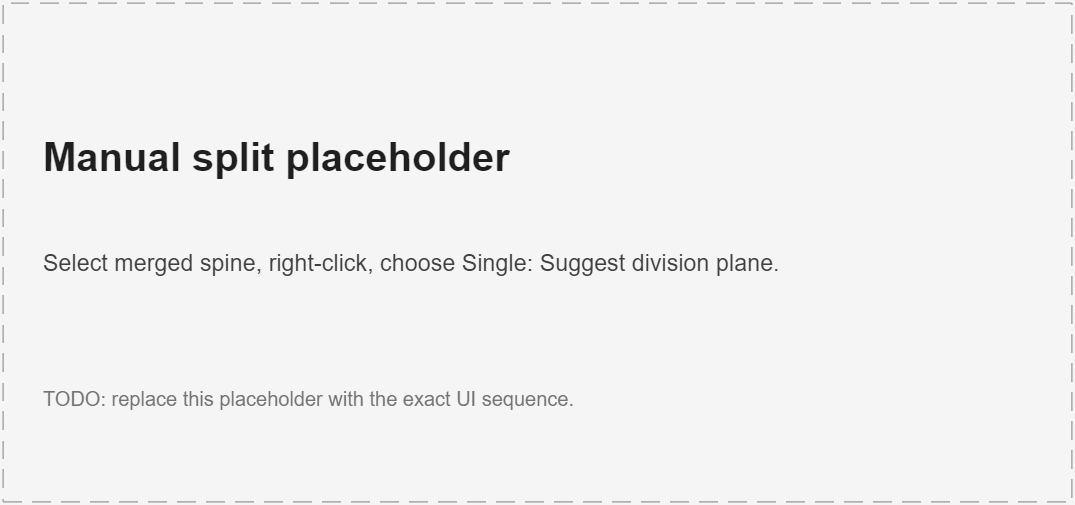 Manual split placeholder
Select merged spine, right-click, choose Single: Suggest division plane.
TODO: replace this placeholder with the exact UI sequence.